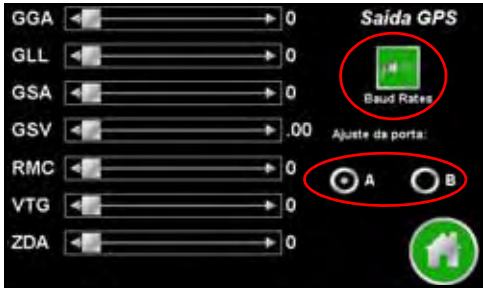 GGA 0 Saída GPS
GLL 0
GSA 0 Baud Rates
GSV .00 Ajuste da porta:
RMC 0 A B
VTG 0
ZDA 0